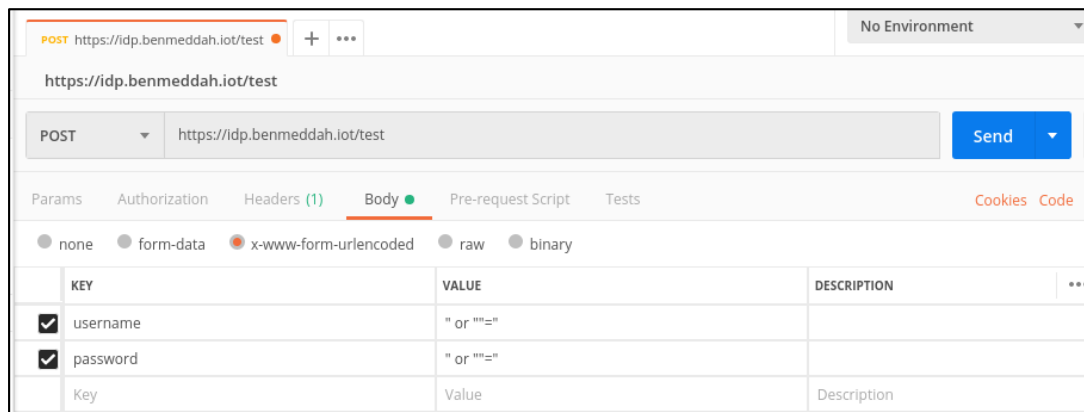 POST https://idp.benmeddah.iot/test + ••• No Environment
https://idp.benmeddah.iot/test
POST https://idp.benmeddah.iot/test Send
Params Authorization Headers (1) Body Pre-request Script Tests Cookies Code
none form-data x-www-form-urlencoded raw binary
KEY VALUE DESCRIPTION •••
username " or ""="
password " or ""="
Key Value Description